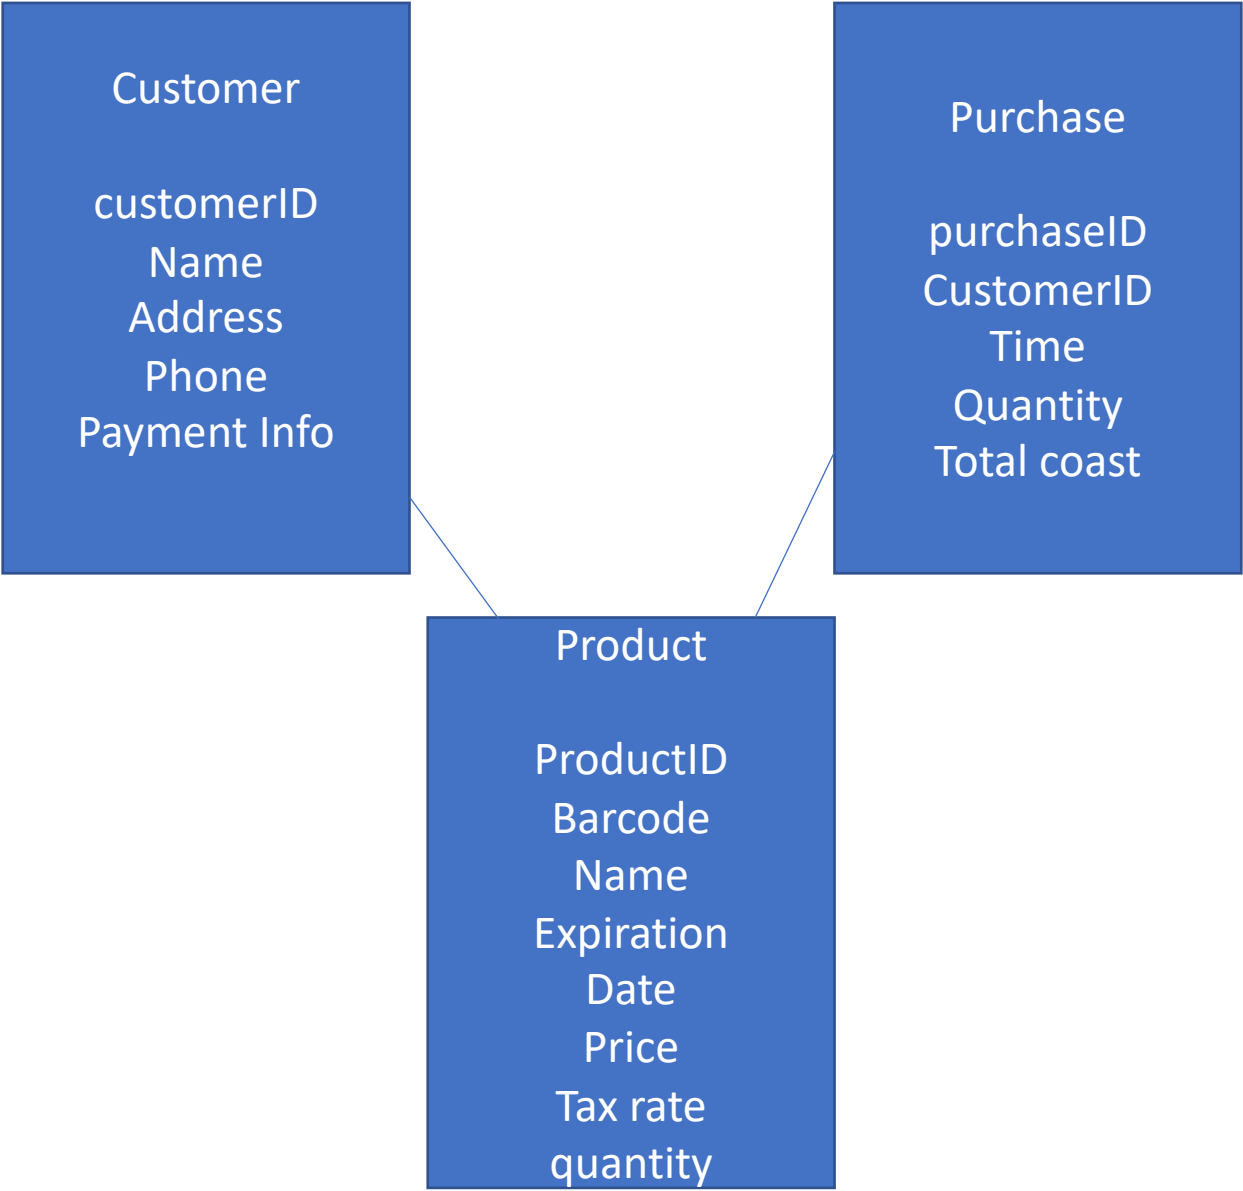 Customer
customerID
Name
Address
Phone
Payment Info
Purchase
purchaseID
CustomerID
Time
Quantity
Total coast
Product
ProductID
Barcode
Name
Expiration
Date
Price
Tax rate
quantity